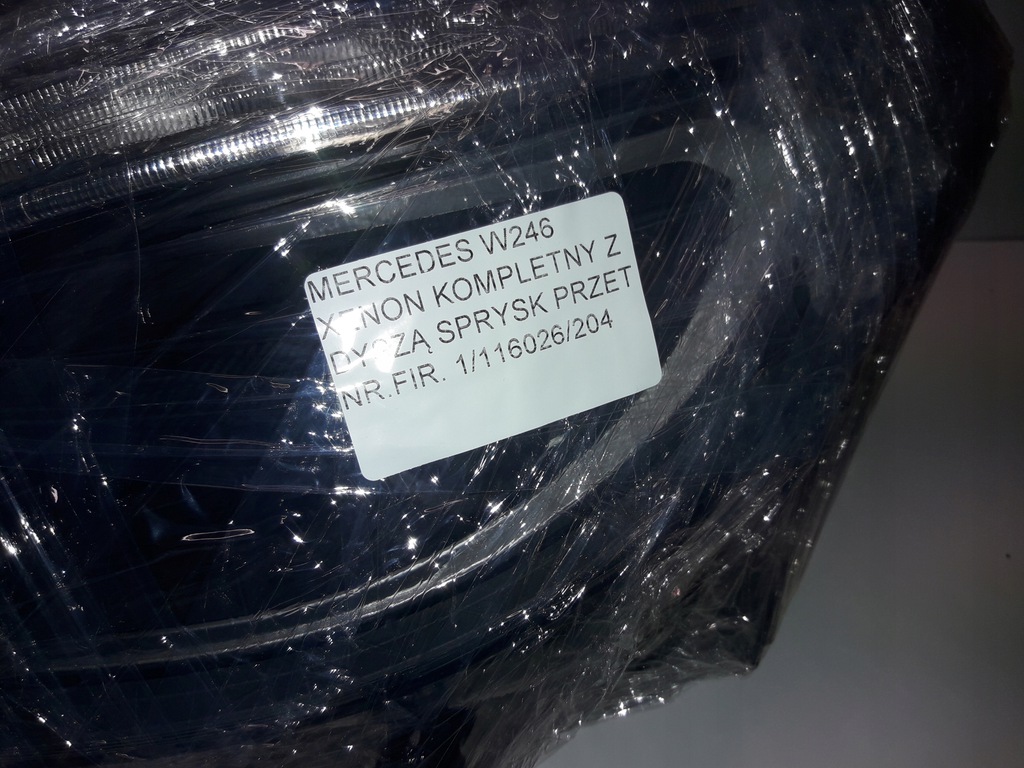 MERCEDES W246
XENON KOMPLETNY Z
DYSZĄ SPRYSK PRZET
NR.FIR. 1/116026/204